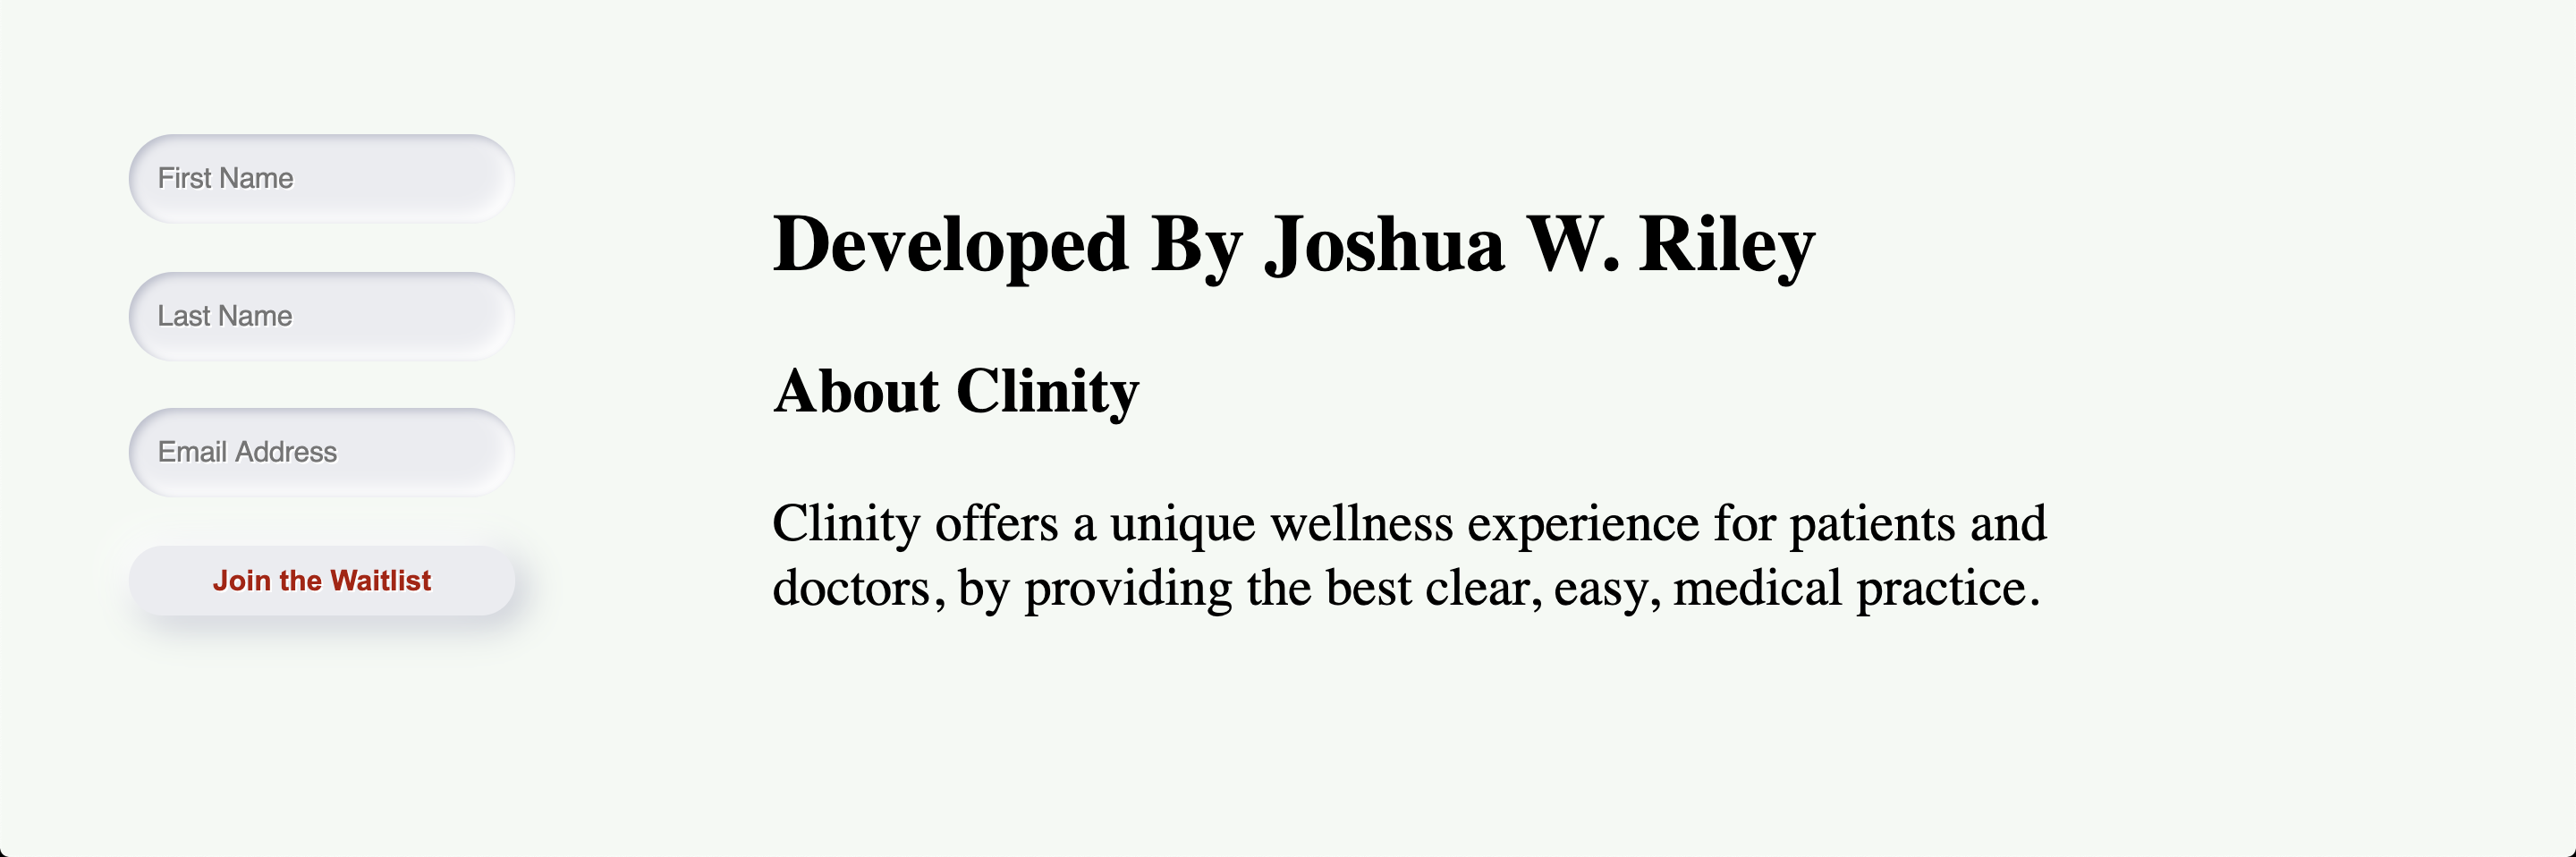 First Name
Last Name
Email Address
Join the Waitlist
Developed By Joshua W. Riley
About Clinity
Clinity offers a unique wellness experience for patients and
doctors, by providing the best clear, easy, medical practice.